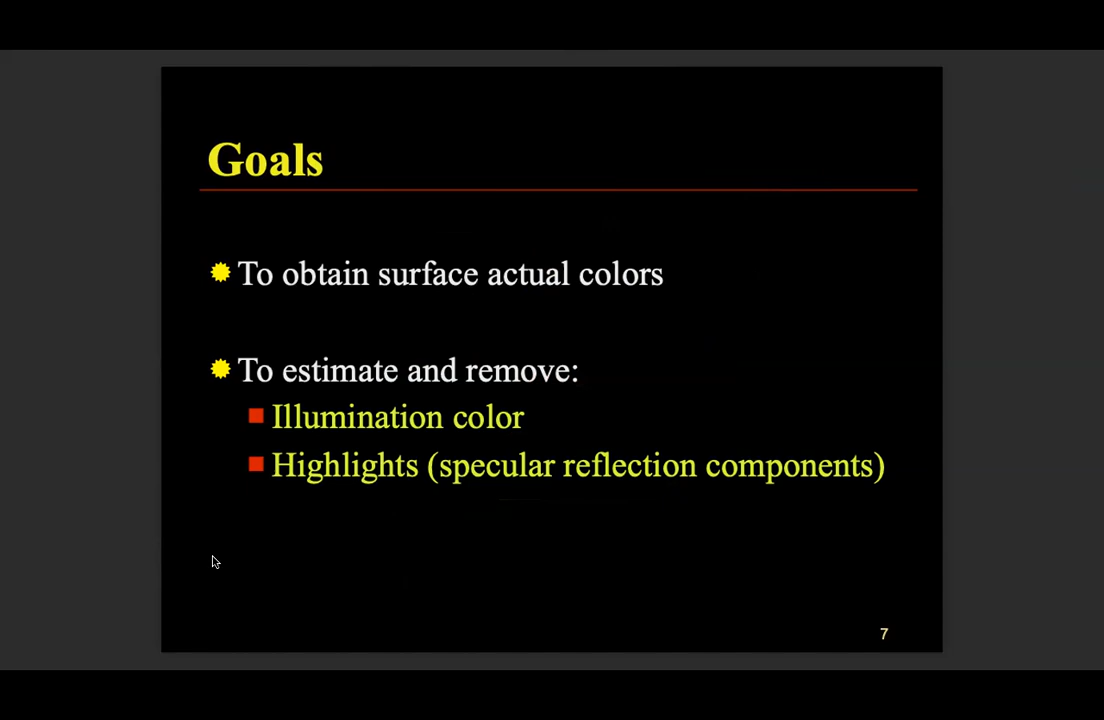 Goals
To obtain surface actual colors
To estimate and remove:
Illumination color
Highlights (specular reflection components)
7